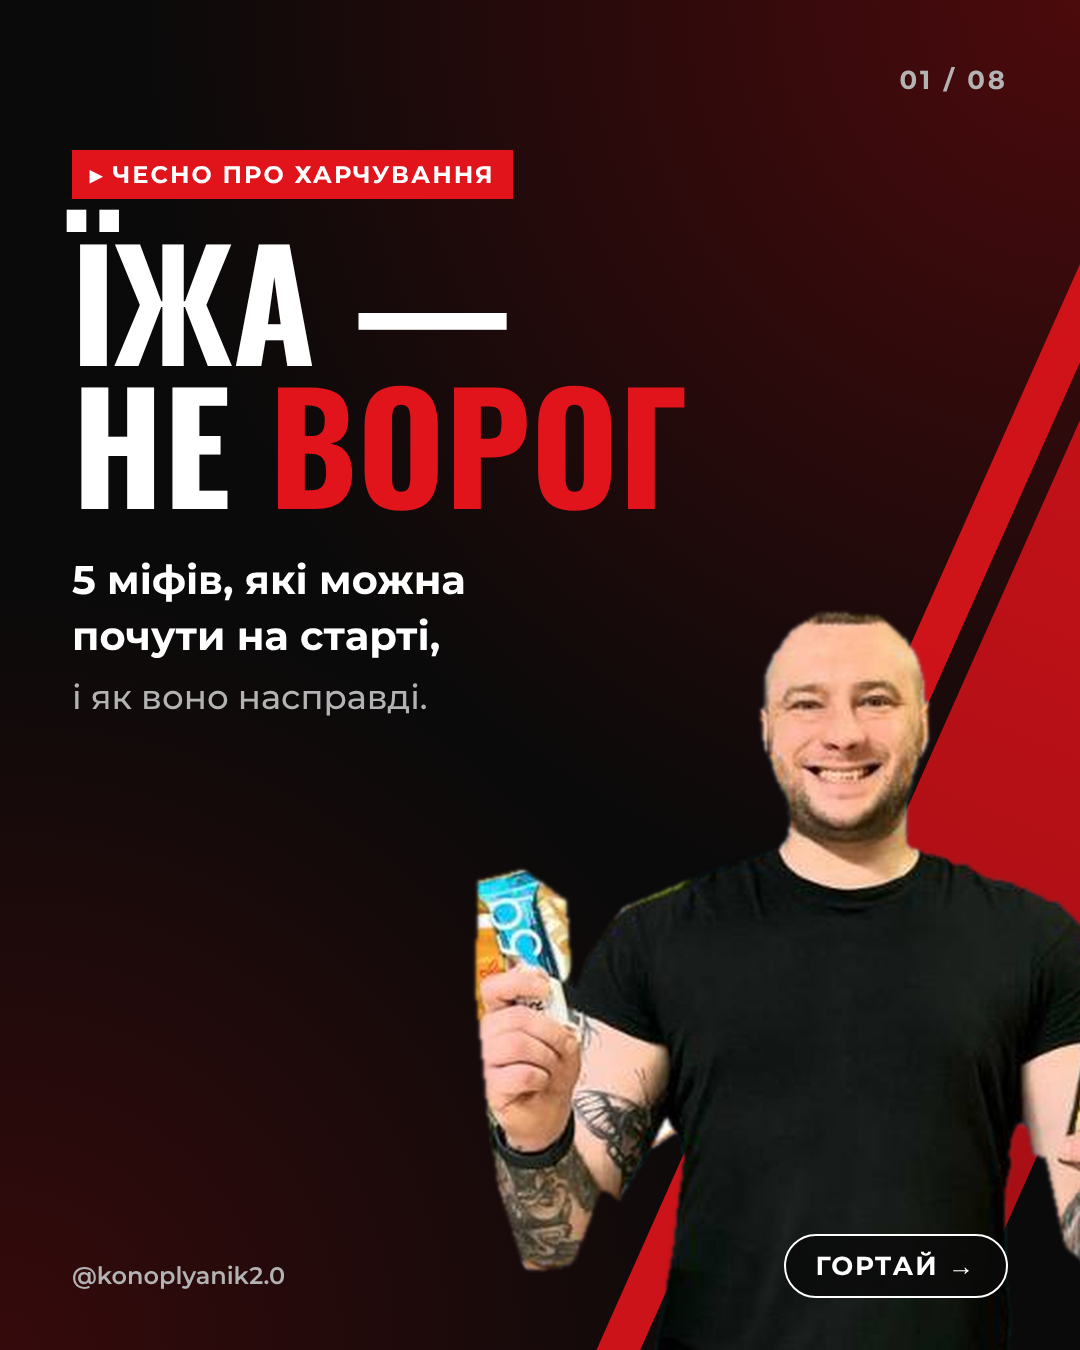 01 / 08
▸ ЧЕСНО ПРО ХАРЧУВАННЯ
ЇЖА —
НЕ ВОРОГ
5 міфів, які можна
почути на старті,
і як воно насправді.
@konoplyanik2.0
ГОРТАЙ →